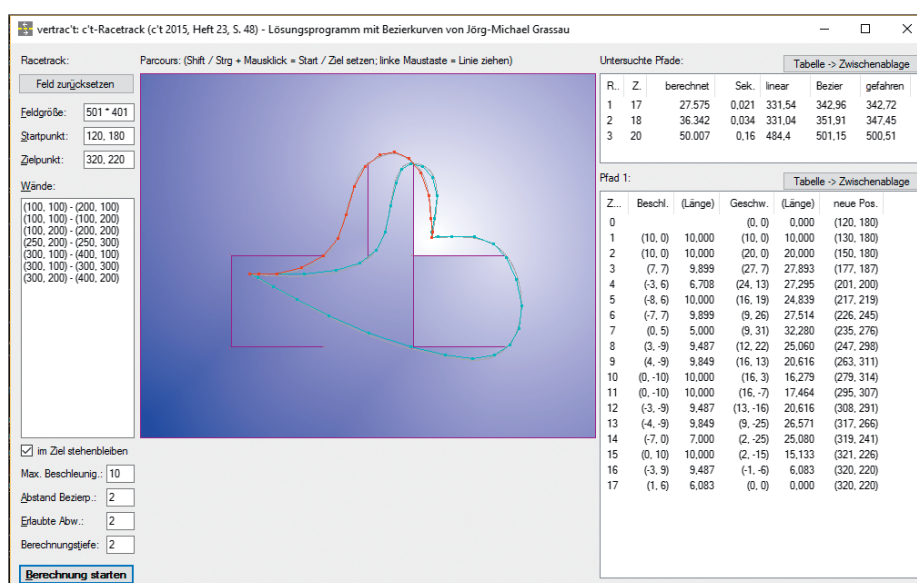 vertrac't: c't-Racetrack (c't 2015, Heft 23, S. 48) - Lösungsprogramm mit Bezierkurven von Jörg-Michael Grassau
Racetrack:
Feld zurücksetzen
Feldgröße: 501 * 401
Startpunkt: 120, 180
Zielpunkt: 320, 220
Wände:
(100, 100) - (200, 100)
(100, 100) - (100, 200)
(100, 200) - (200, 200)
(250, 200) - (250, 300)
(300, 100) - (400, 100)
(300, 100) - (300, 300)
(300, 200) - (400, 200)
im Ziel stehenbleiben
Max. Beschleunig.: 10
Abstand Bezierp.: 2
Erlaubte Abw.: 2
Berechnungstiefe: 2
Berechnung starten
Parcours: (Shift / Strg + Mausklick = Start / Ziel setzen; linke Maustaste = Linie ziehen)
Untersuchte Pfade:
Tabelle -> Zwischenablage
R.. Z. berechnet Sek. linear Bezier gefahren
1 17 27.575 0,021 331,54 342,96 342,72
2 18 36.342 0,034 331,04 351,91 347,45
3 20 50.007 0,16 484,4 501,15 500,51
Pfad 1:
Tabelle -> Zwischenablage
Z... Beschl. (Länge) Geschw. (Länge) neue Pos.
0 (0, 0) 0,000 (120, 180)
1 (10, 0) 10,000 (10, 0) 10,000 (130, 180)
2 (10, 0) 10,000 (20, 0) 20,000 (150, 180)
3 (7, 7) 9,899 (27, 7) 27,893 (177, 187)
4 (-3, 6) 6,708 (24, 13) 27,295 (201, 200)
5 (-8, 6) 10,000 (16, 19) 24,839 (217, 219)
6 (-7, 7) 9,899 (9, 26) 27,514 (226, 245)
7 (0, 5) 5,000 (9, 31) 32,280 (235, 276)
8 (3, -9) 9,487 (12, 22) 25,060 (247, 298)
9 (4, -9) 9,849 (16, 13) 20,616 (263, 311)
10 (0, -10) 10,000 (16, 3) 16,279 (279, 314)
11 (0, -10) 10,000 (16, -7) 17,464 (295, 307)
12 (-3, -9) 9,487 (13, -16) 20,616 (308, 291)
13 (-4, -9) 9,849 (9, -25) 26,571 (317, 266)
14 (-7, 0) 7,000 (2, -25) 25,080 (319, 241)
15 (0, 10) 10,000 (2, -15) 15,133 (321, 226)
16 (-3, 9) 9,487 (-1, -6) 6,083 (320, 220)
17 (1, 6) 6,083 (0, 0) 0,000 (320, 220)